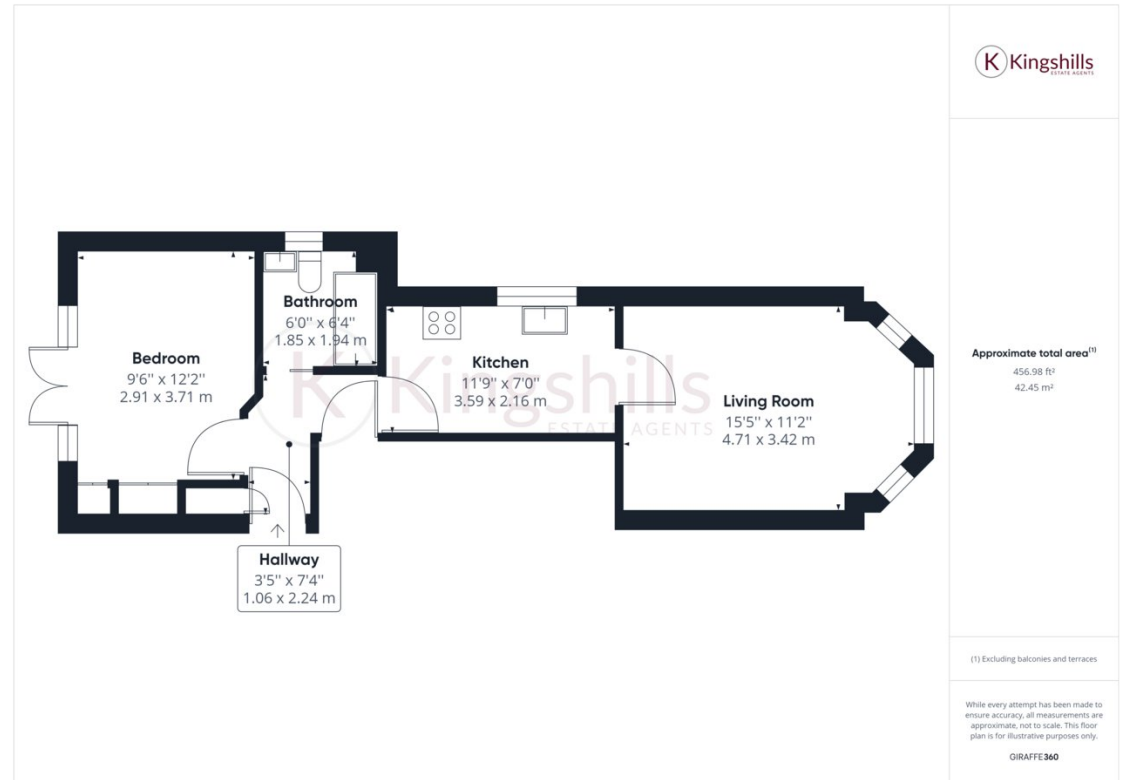 Bedroom
9'6" x 12'2"
2.91 x 3.71 m
Bathroom
6'0" x 6'4"
1.85 x 1.94 m
Kitchen
11'9" x 7'0"
3.59 x 2.16 m
Living Room
15'5" x 11'2"
4.71 x 3.42 m
Hallway
3'5" x 7'4"
1.06 x 2.24 m
K Kingshills
ESTATE AGENTS
K Kingshills
ESTATE AGENTS
Approximate total area(1)
456.98 ft²
42.45 m²
(1) Excluding balconies and terraces
While every attempt has been made to
ensure accuracy, all measurements are
approximate, not to scale. This floor
plan is for illustrative purposes only.
GIRAFFE360